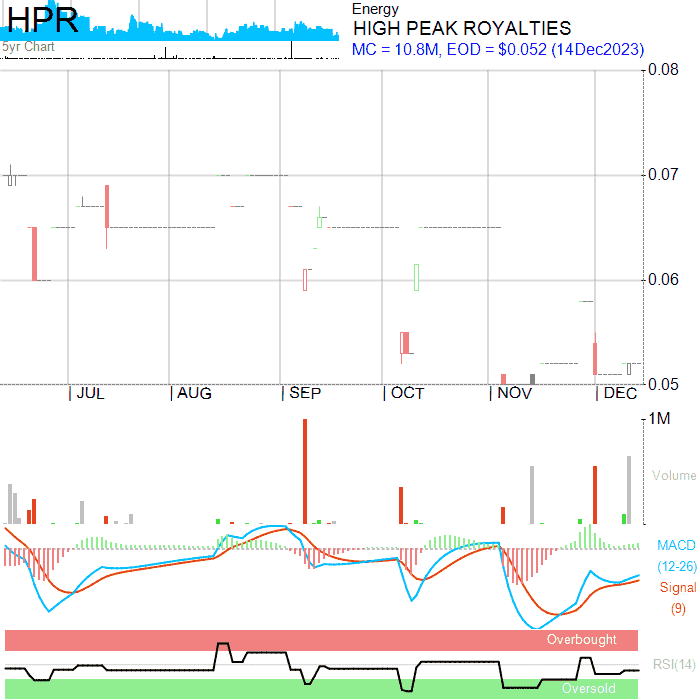 HPR
5yr Chart
Energy
HIGH PEAK ROYALTIES
MC = 10.8M, EOD = $0.052 (14Dec2023)
0.08
0.07
0.06
0.05
JUL AUG SEP OCT NOV DEC
1M
Volume
MACD
(12-26)
Signal
(9)
Overbought
RSI(14)
Oversold